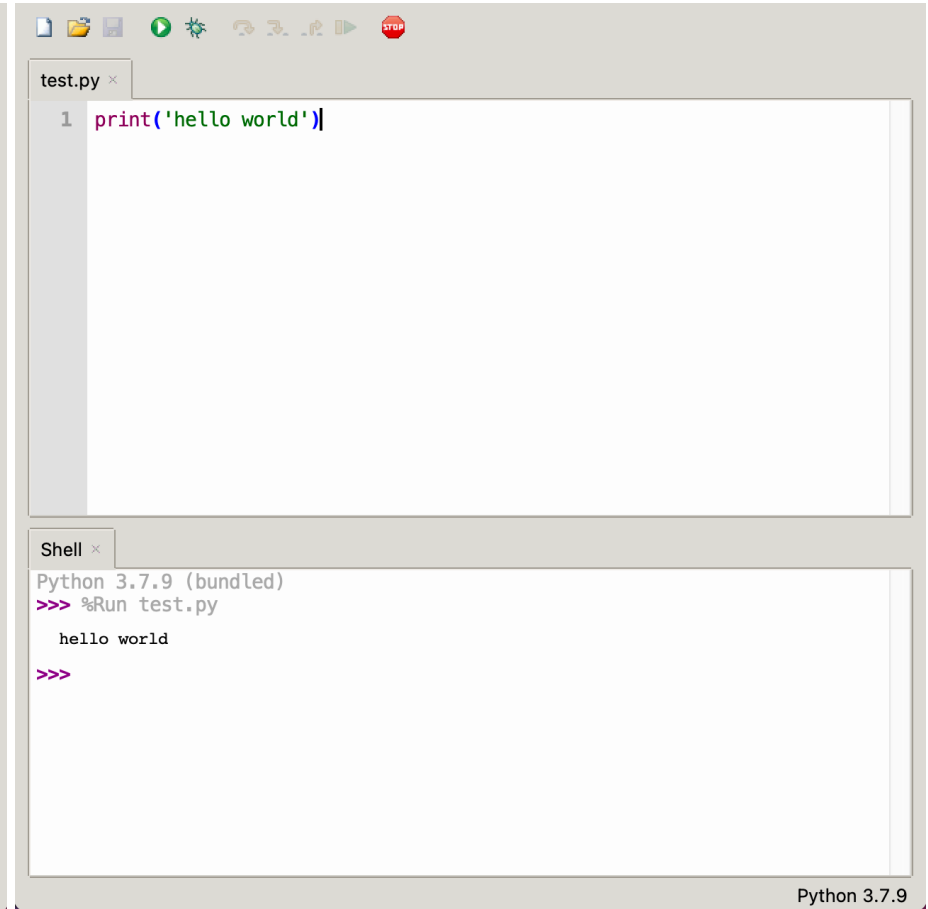 STOP
test.py ×
1 print('hello world')
Shell ×
Python 3.7.9 (bundled)
>>> %Run test.py
hello world
>>>
Python 3.7.9